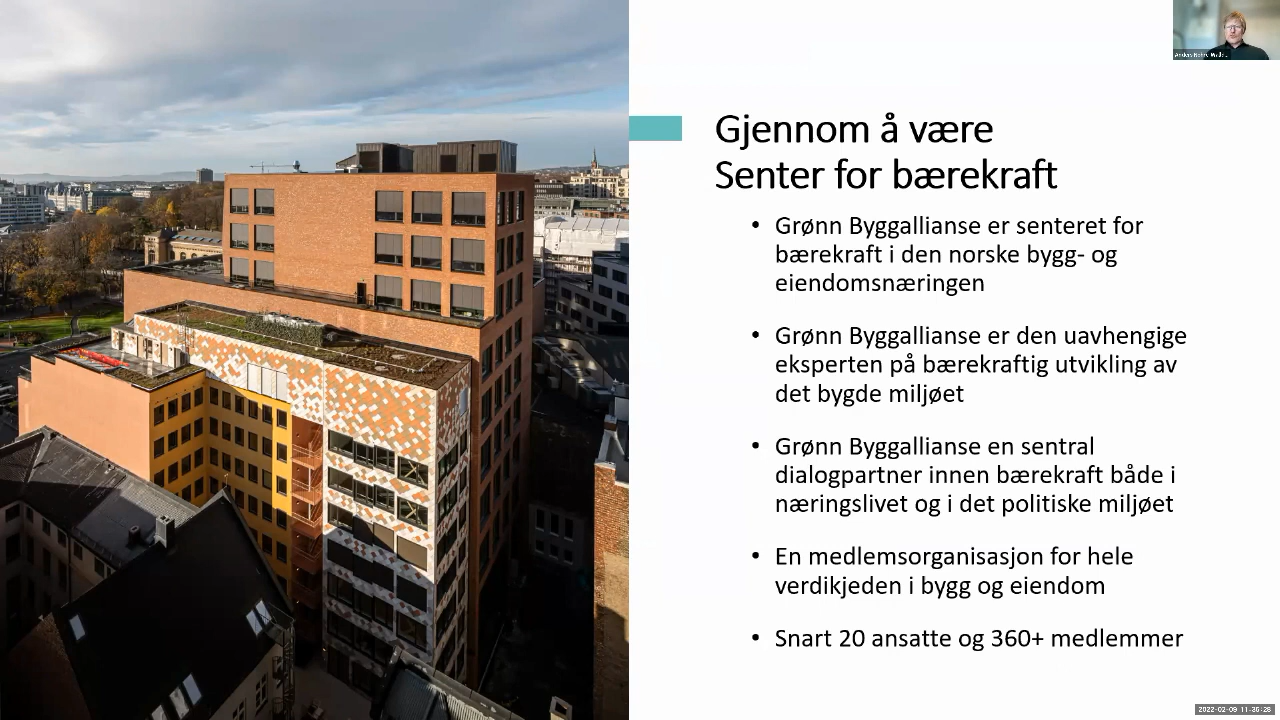 Gjennom å være
Senter for bærekraft
• Grønn Byggallianse er senteret for
bærekraft i den norske bygg- og
eiendomsnæringen
• Grønn Byggallianse er den uavhengige
eksperten på bærekraftig utvikling av
det bygde miljøet
• Grønn Byggallianse en sentral
dialogpartner innen bærekraft både i
næringslivet og i det politiske miljøet
• En medlemsorganisasjon for hele
verdikjeden i bygg og eiendom
• Snart 20 ansatte og 360+ medlemmer
Anders
2022-02-09 11:36:28